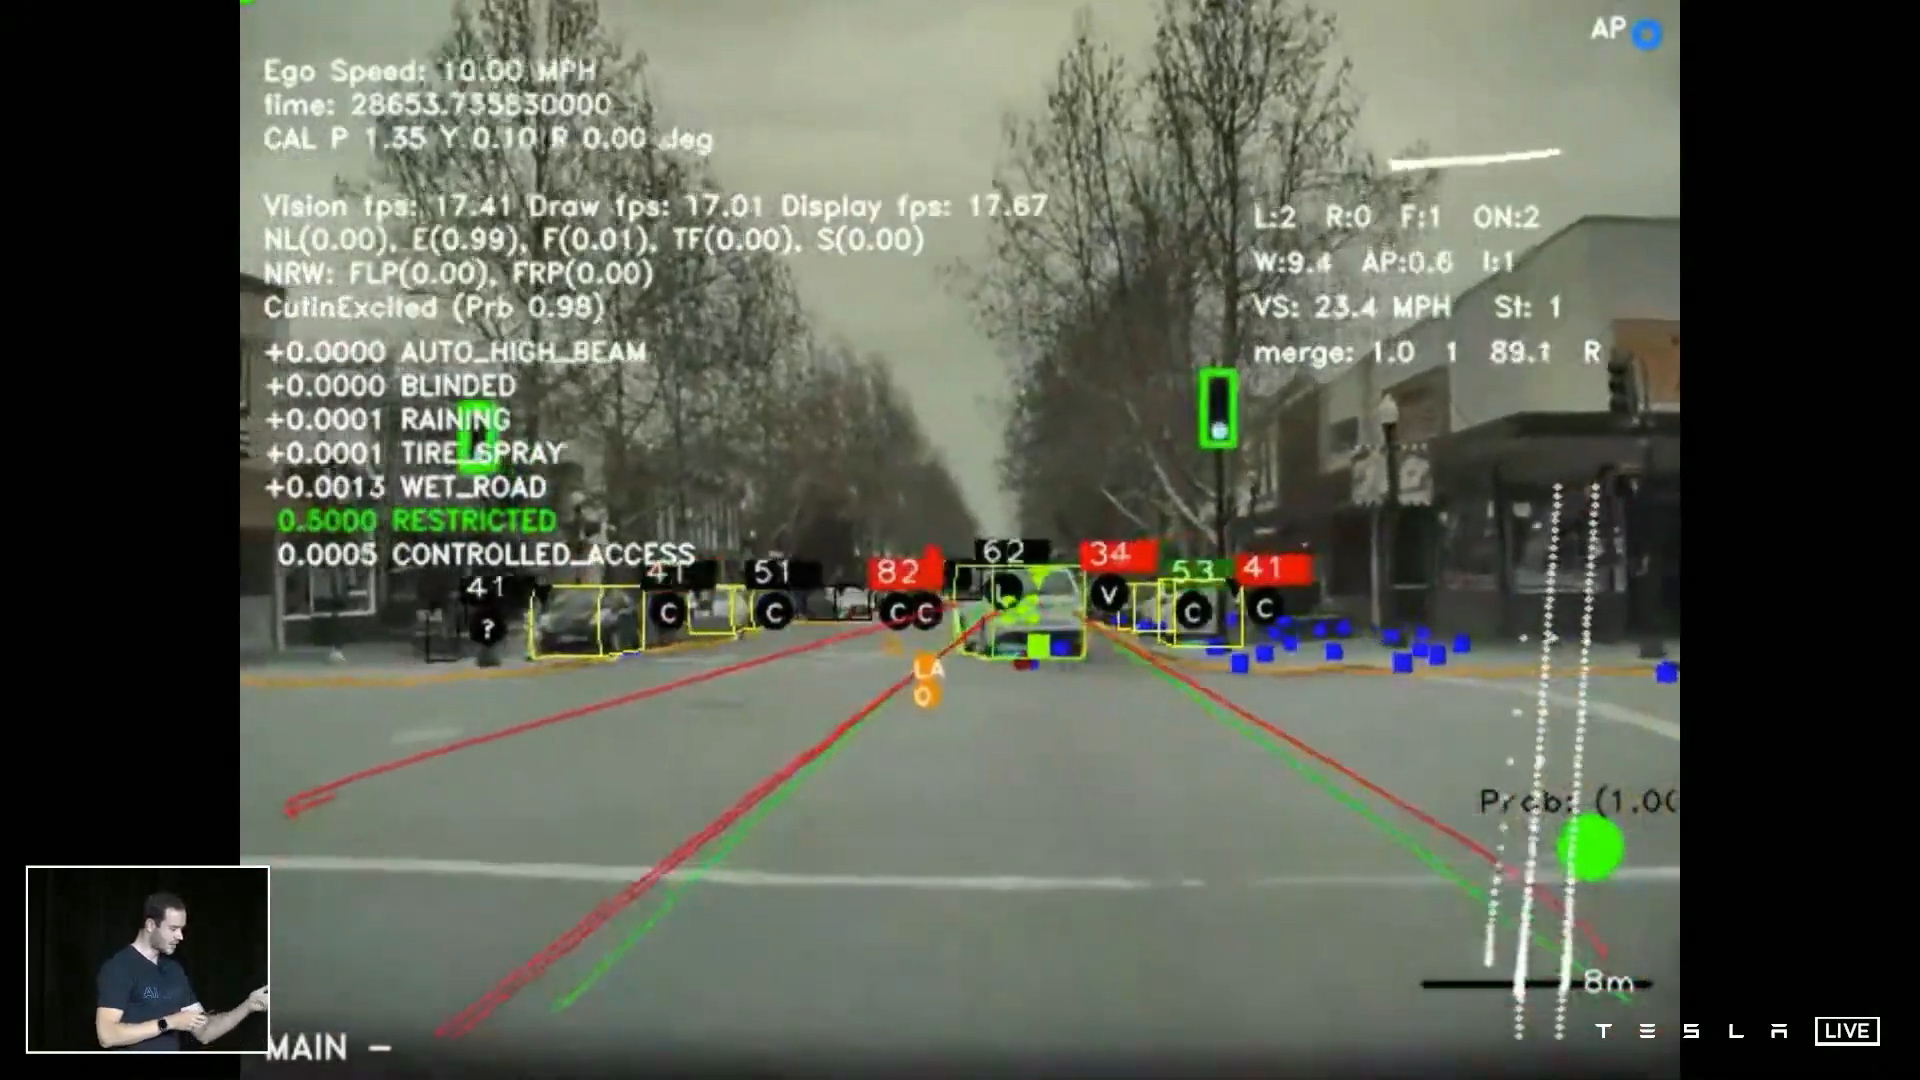 AP
Ego Speed: 10.00 MPH
time: 28653.735830000
CAL P 1.35 Y 0.10 R 0.00 deg
Vision fps: 17.41 Draw fps: 17.01 Display fps: 17.67
NL(0.00), E(0.99), F(0.01), TF(0.00), S(0.00)
NRW: FLP(0.00), FRP(0.00)
CutinExcited (Prb 0.98)
+0.0000 AUTO_HIGH_BEAM
+0.0000 BLINDED
+0.0001 RAINING
+0.0001 TIRE_SPRAY
+0.0013 WET_ROAD
0.5000 RESTRICTED
0.0005 CONTROLLED_ACCESS
L:2 R:0 F:1 ON:2
W:9.4 AP:0.6 I:1
VS: 23.4 MPH St: 1
merge: 1.0 1 89.1 R
41 41 51 82 62 34 53 41
? C C C C L V C C
LA
0
Prob: (1.00
8m
MAIN -
TESLA LIVE